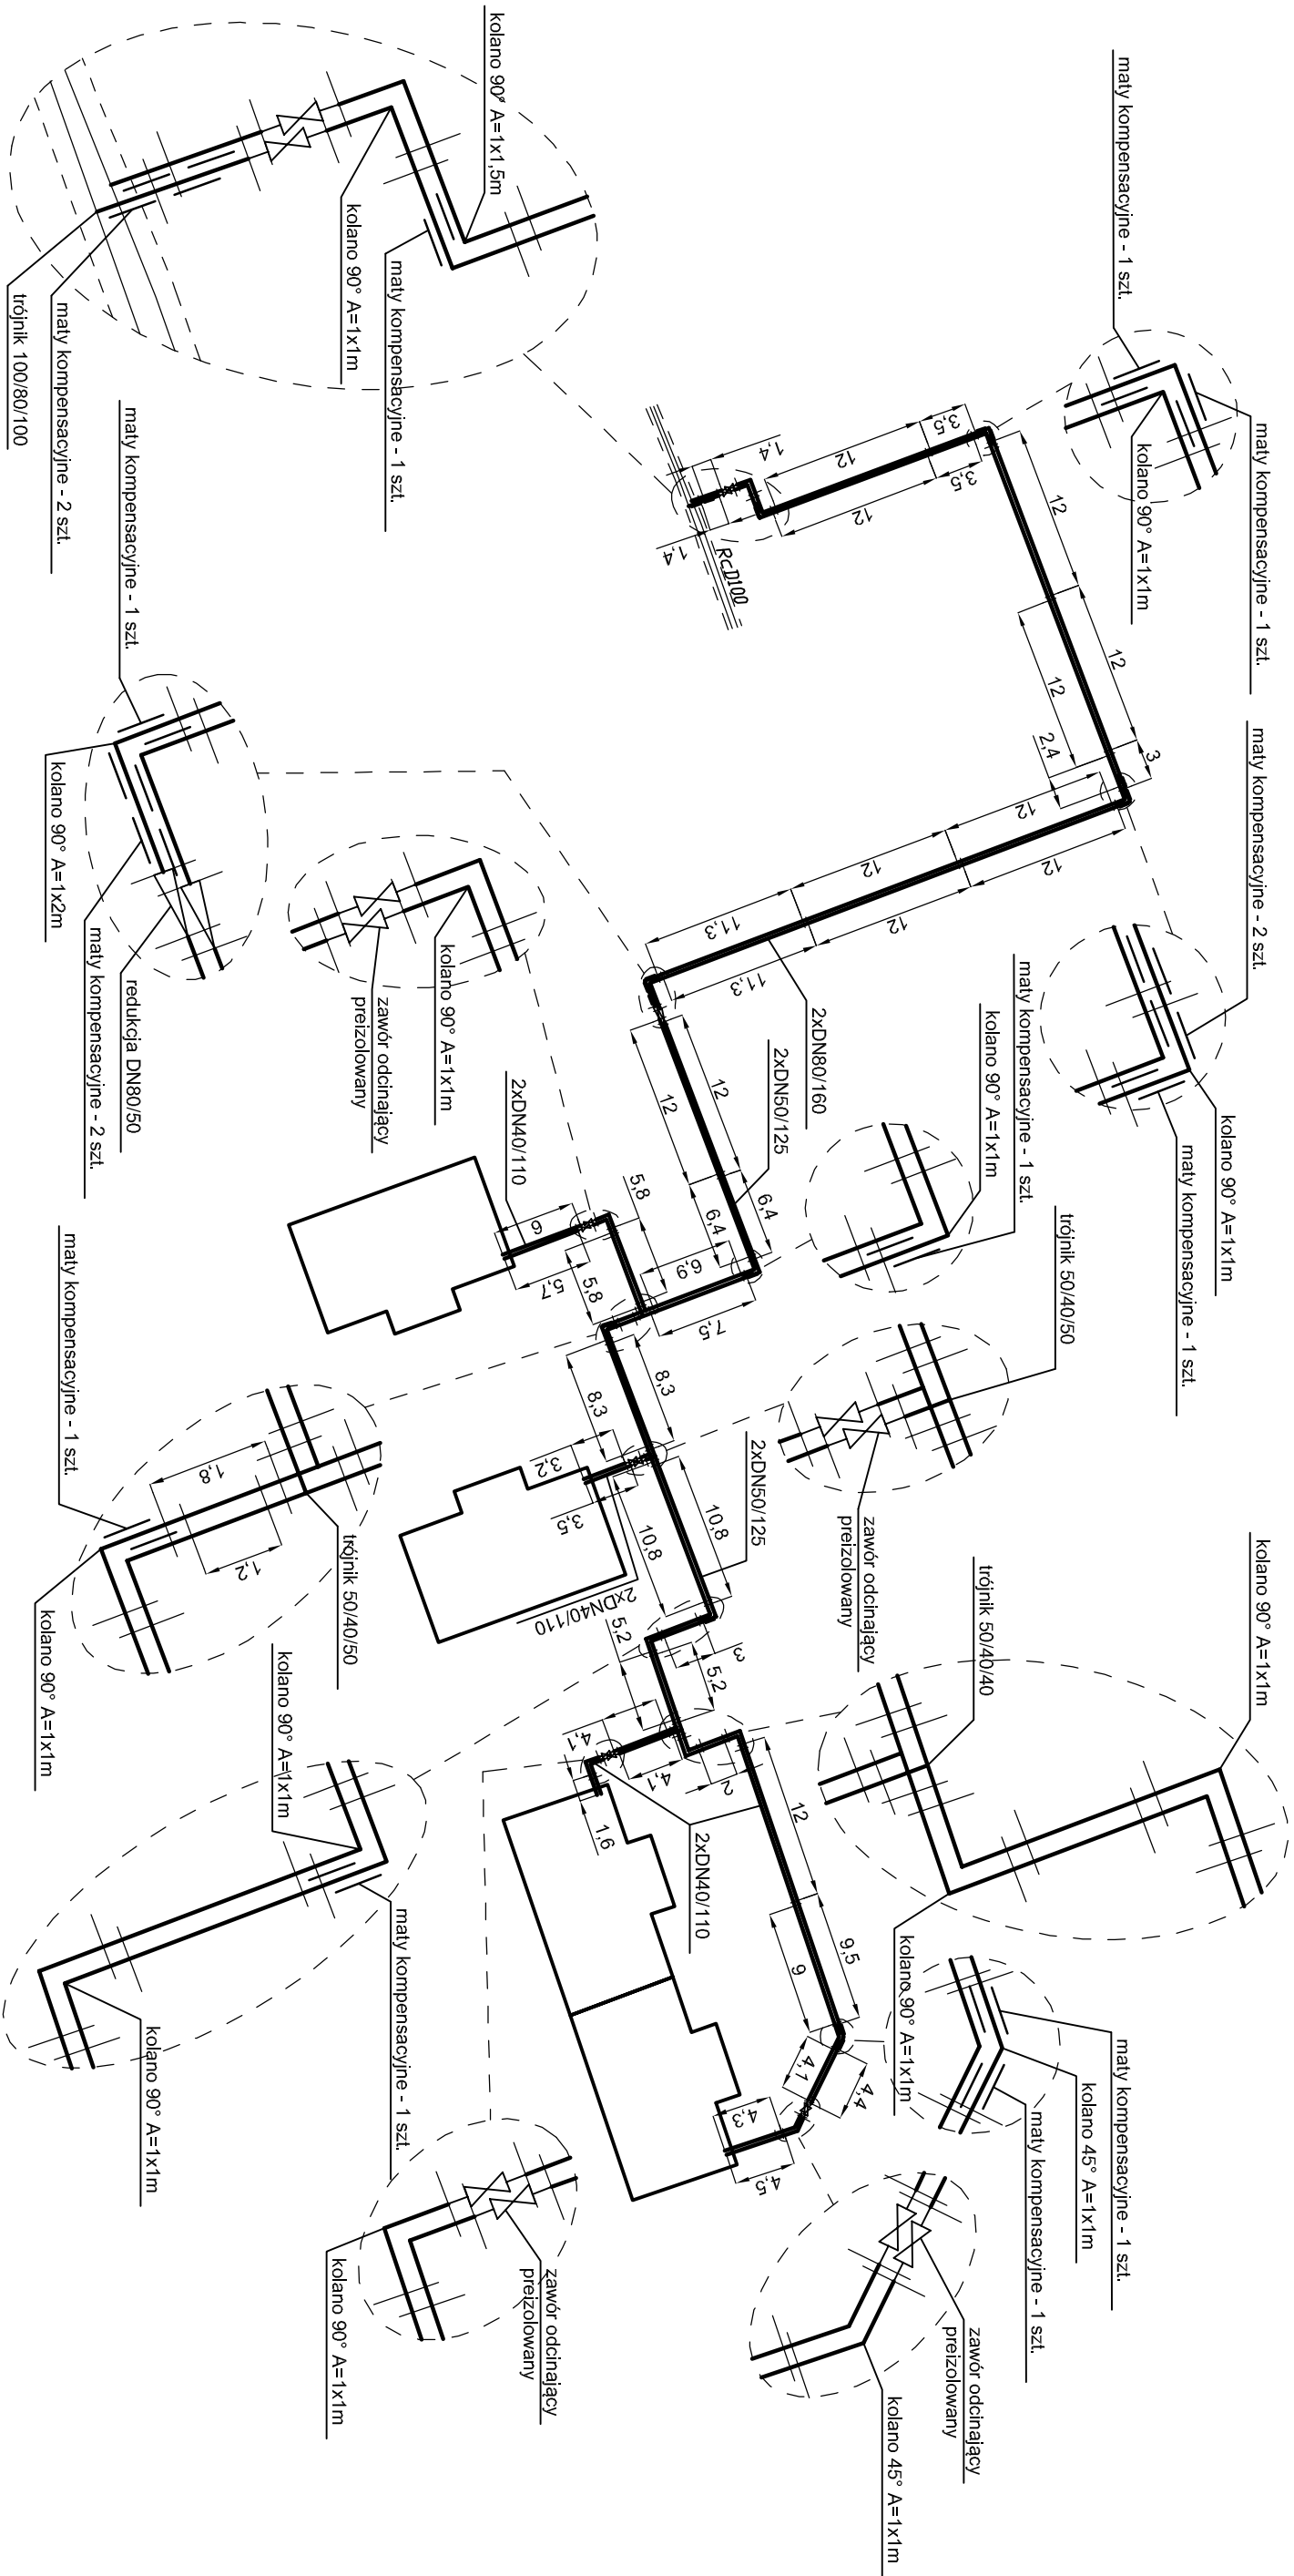 kolano 90° A=1x1,5m
kolano 90° A=1x1m
maty kompensacyjne - 1 szt.
maty kompensacyjne - 2 szt.
trójnik 100/80/100
maty kompensacyjne - 1 szt.
maty kompensacyjne - 1 szt.
kolano 90° A=1x1m
3,5
12
1,4
3,5
12
1,4
RcD100
12
12
12
3
2,4
maty kompensacyjne - 2 szt.
kolano 90° A=1x1m
maty kompensacyjne - 1 szt.
12
12
11,3
12
12
11,3
2xDN80/160
2xDN50/125
maty kompensacyjne - 1 szt.
kolano 90° A=1x2m
maty kompensacyjne - 2 szt.
redukcja DN80/50
kolano 90° A=1x1m
zawór odcinający
preizolowany
2xDN40/110
12
12
6,4
6,4
maty kompensacyjne - 1 szt.
kolano 90° A=1x1m
6
5,7
5,8
5,8
6,9
7,5
trójnik 50/40/50
zawór odcinający
preizolowany
maty kompensacyjne - 1 szt.
1,8
1,2
trójnik 50/40/50
kolano 90° A=1x1m
8,3
8,3
3,2
3,5
2xDN50/125
10,8
10,8
2xDN40/110
3
5,2
5,2
kolano 90° A=1x1m
maty kompensacyjne - 1 szt.
kolano 90° A=1x1m
kolano 90° A=1x1m
trójnik 50/40/40
kolano 90° A=1x1m
4,1
4,1
1,6
2
2xDN40/110
12
9,5
9
4,1
4,4
4,3
4,5
maty kompensacyjne - 1 szt.
kolano 45° A=1x1m
maty kompensacyjne - 1 szt.
zawór odcinający
preizolowany
kolano 45° A=1x1m
zawór odcinający
preizolowany
kolano 90° A=1x1m